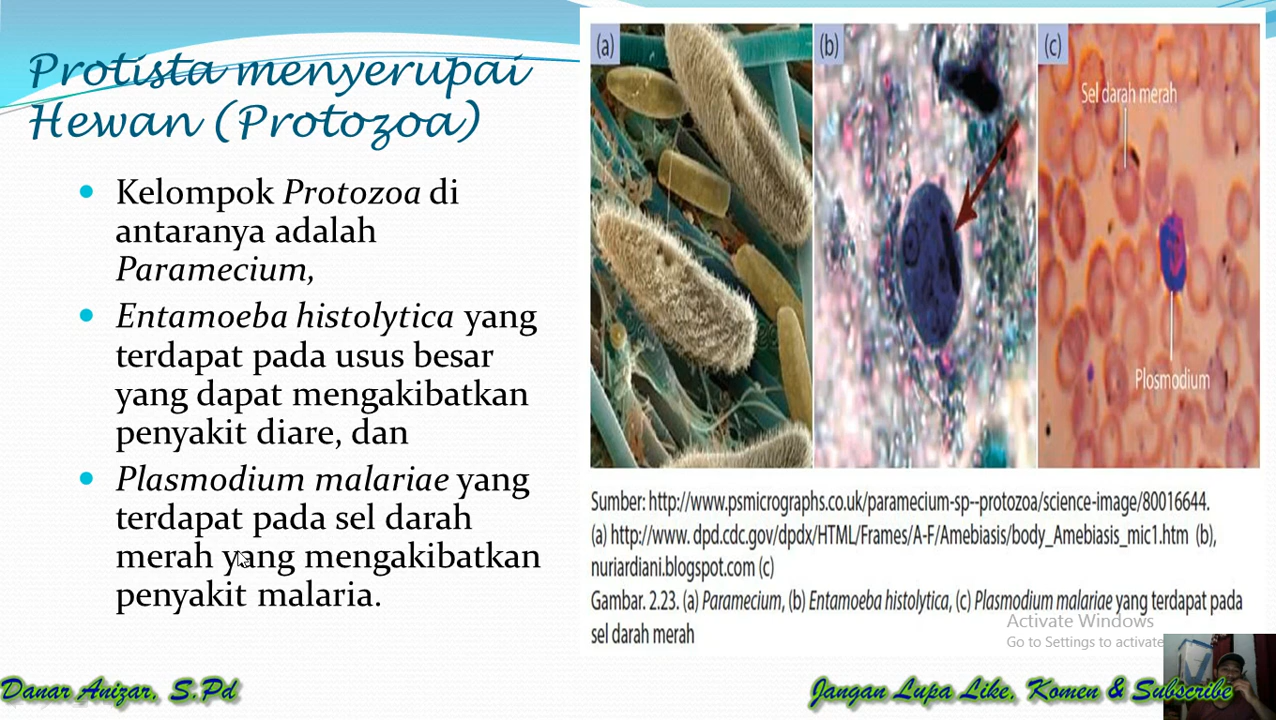 Protista menyerupai
Hewan (Protozoa)
Kelompok Protozoa di
antaranya adalah
Paramecium,
Entamoeba histolytica yang
terdapat pada usus besar
yang dapat mengakibatkan
penyakit diare, dan
Plasmodium malariae yang
terdapat pada sel darah
merah yang mengakibatkan
penyakit malaria.
(a)
(b)
(c)
Sel darah merah
Plosmodium
Sumber: http://www.psmicrographs.co.uk/paramecium-sp--protozoa/science-image/80016644.
(a) http://www. dpd.cdc.gov/dpdx/HTML/Frames/A-F/Amebiasis/body_Amebiasis_mic1.htm (b),
nuriardiani.blogspot.com (c)
Gambar. 2.23. (a) Paramecium, (b) Entamoeba histolytica, (c) Plasmodium malariae yang terdapat pada
sel darah merah
Activate Windows
Go to Settings to activate
Danar Anizar, S.Pd
Jangan Lupa Like, Komen & Subscribe